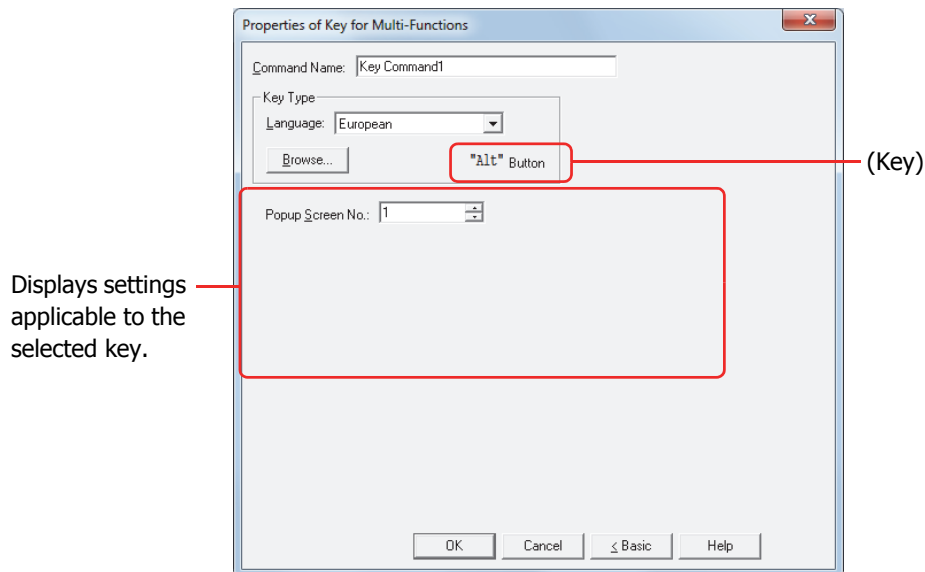 Properties of Key for Multi-Functions
x
Command Name: Key Command1
Key Type
Language: European
Browse...
"Alt" Button
(Key)
Popup Screen No.: 1
Displays settings
applicable to the
selected key.
OK
Cancel
< Basic
Help